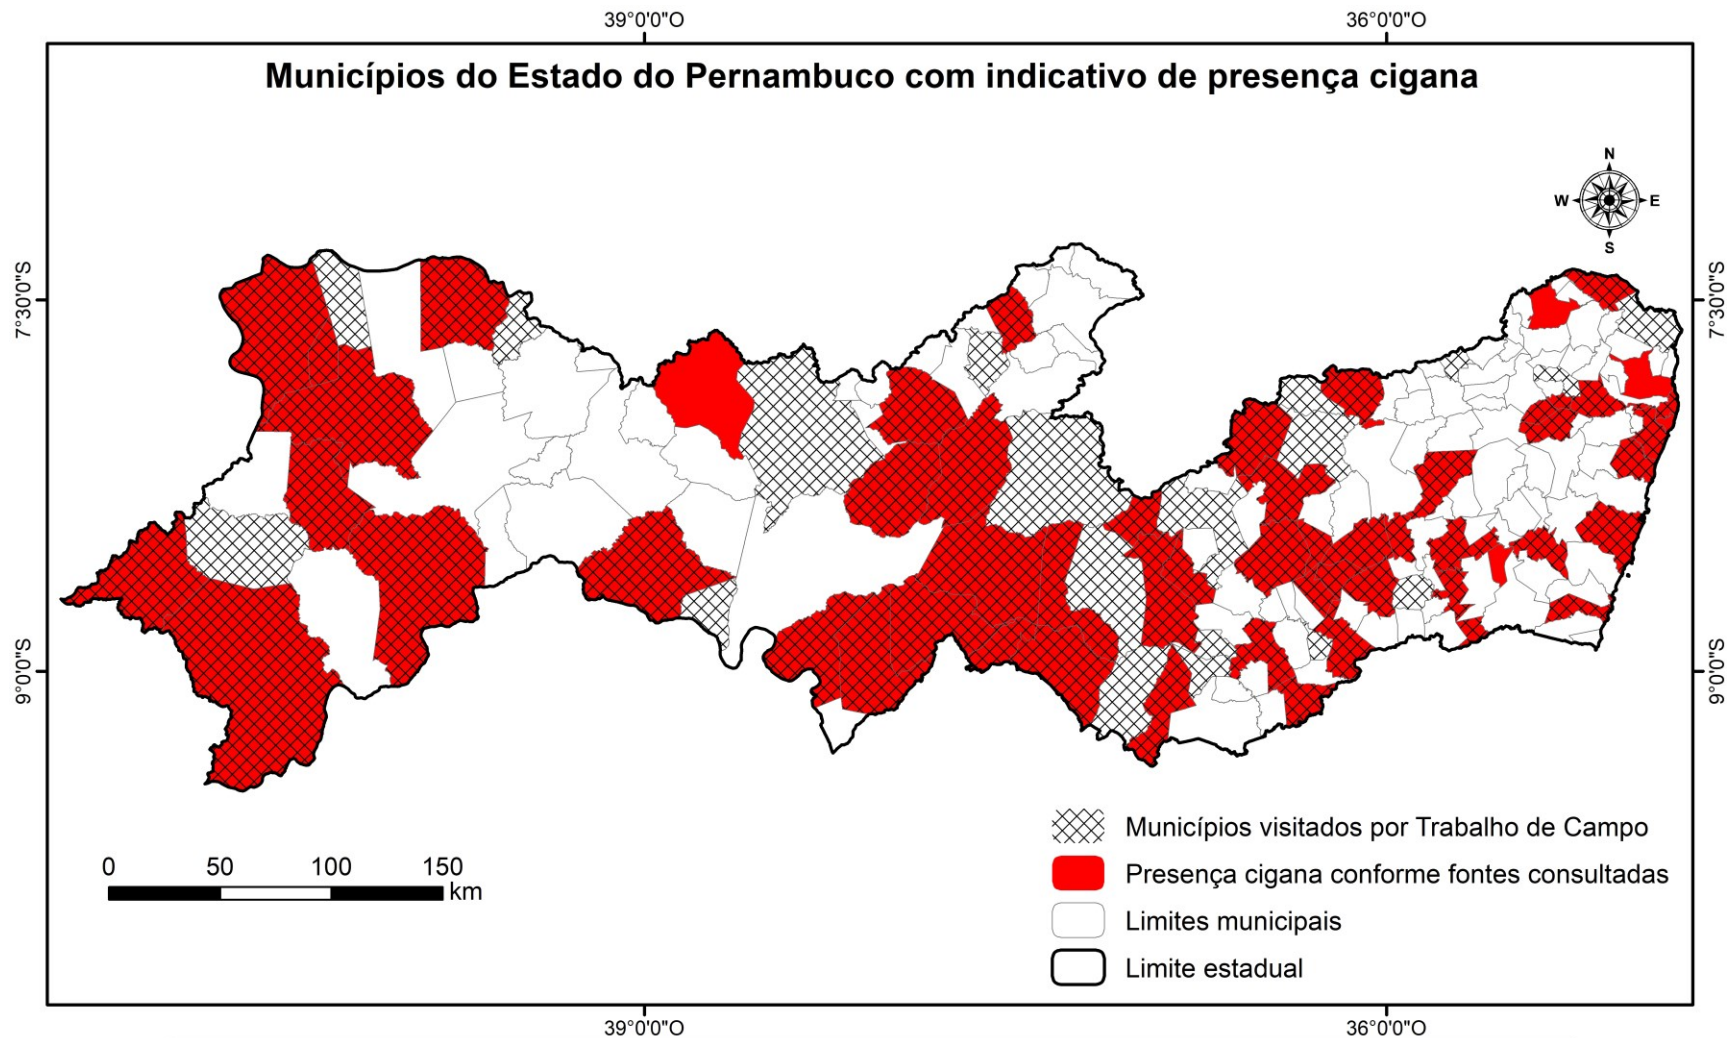 39°0'0"O 36°0'0"O
Municípios do Estado do Pernambuco com indicativo de presença cigana
N
W E
S
7°30'0"S 7°30'0"S
9°0'0"S 9°0'0"S
Municípios visitados por Trabalho de Campo
Presença cigana conforme fontes consultadas
Limites municipais
Limite estadual
0 50 100 150
km
39°0'0"O 36°0'0"O